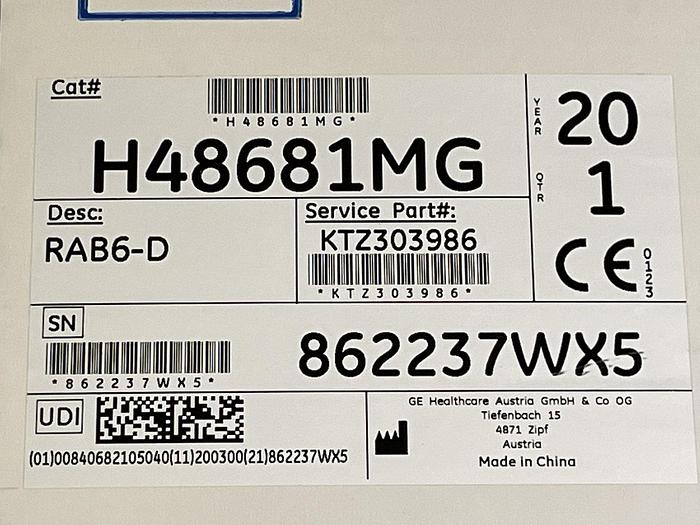 Cat#
*H48681MG*
H48681MG
YEAR
20
QTR
1
Desc:
RAB6-D
Service Part#:
KTZ303986
*KTZ303986*
CE
0123
SN
*862237WX5*
862237WX5
UDI
(01)00840682105040(11)200300(21)862237WX5
GE Healthcare Austria GmbH & Co OG
Tiefenbach 15
4871 Zipf
Austria
Made in China